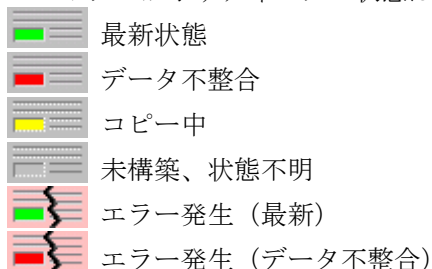 最新状態
データ不整合
コピー中
未構築、状態不明
エラー発生（最新）
エラー発生（データ不整合）